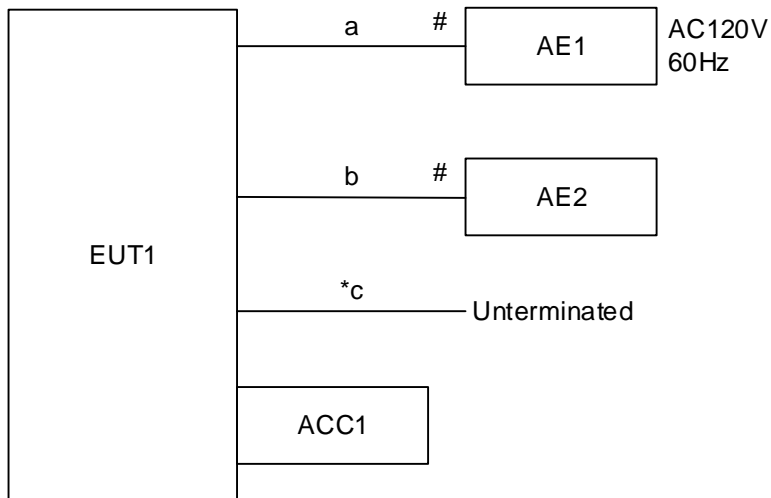 a
#
AE1
AC120V
60Hz
b
#
AE2
EUT1
*c
Unterminated
ACC1